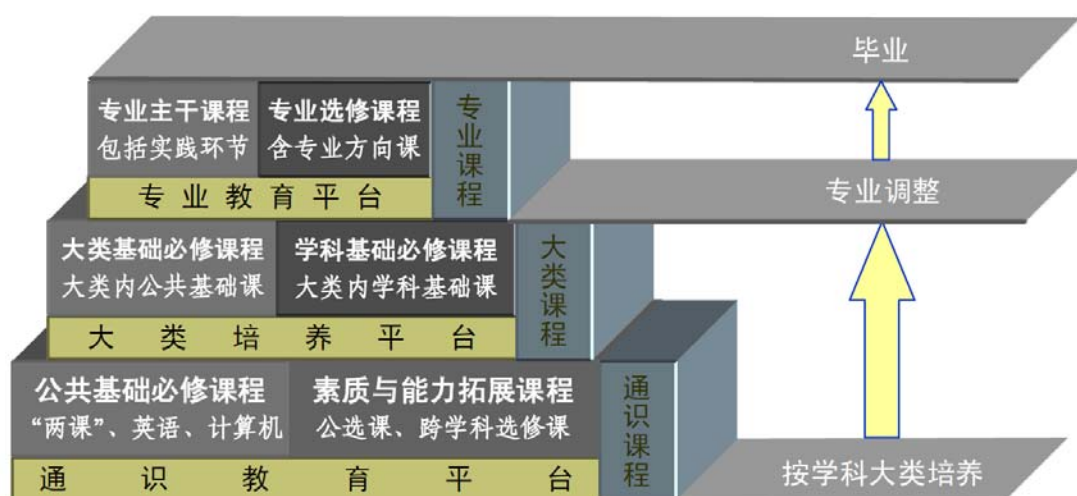 毕业
专业主干课程
包括实践环节
专业选修课程
含专业方向课
专业课程
专业教育平台
专业调整
大类基础必修课程
大类内公共基础课
学科基础必修课程
大类内学科基础课
大类课程
大类培养平台
公共基础必修课程
“两课”、英语、计算机
素质与能力拓展课程
公选课、跨学科选修课
通识课程
通识教育平台
按学科大类培养